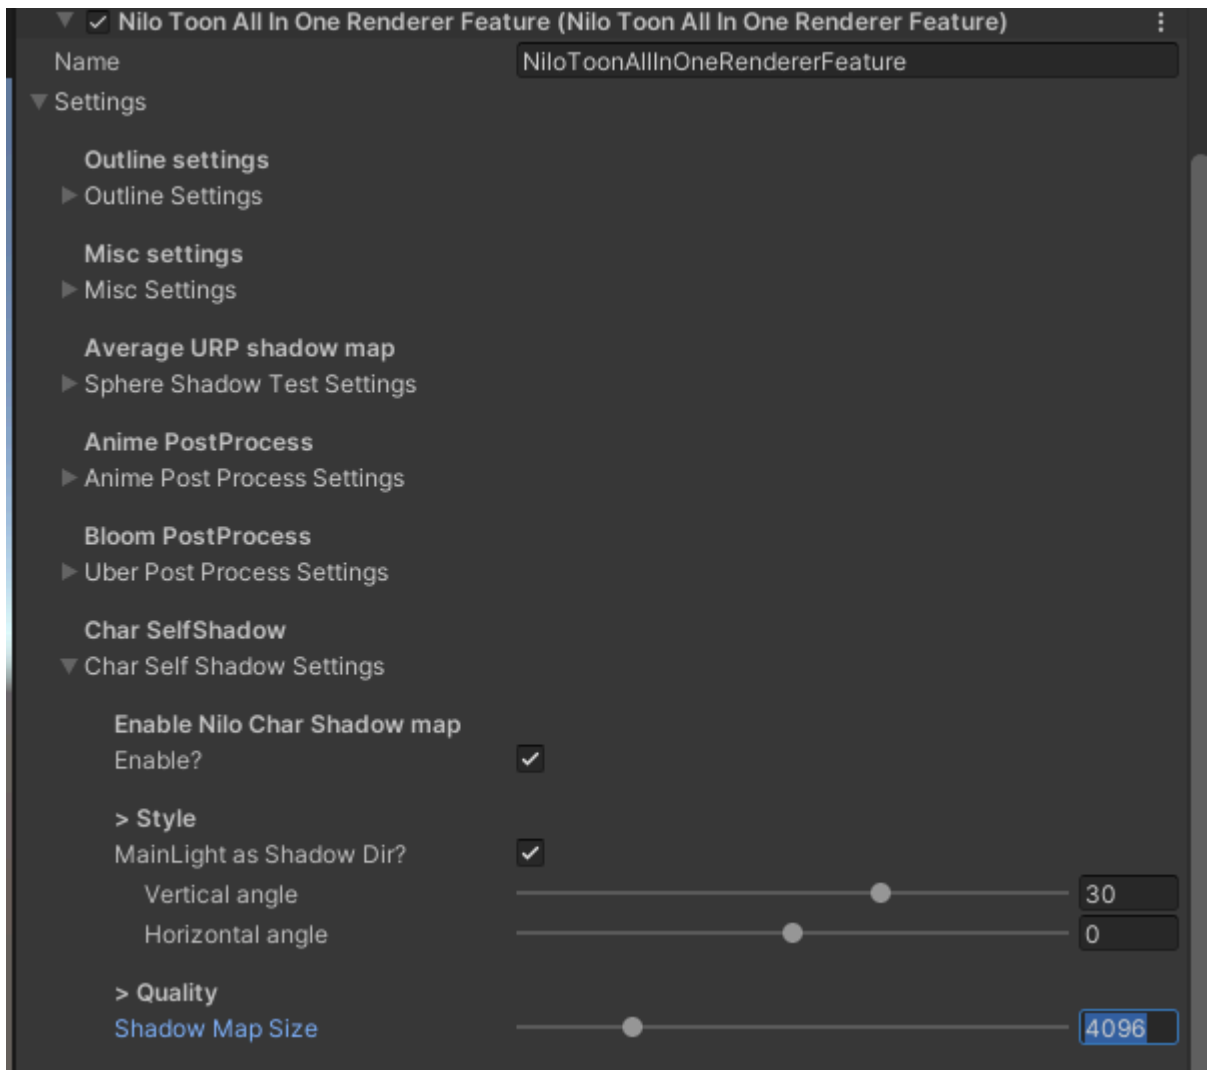 Nilo Toon All In One Renderer Feature (Nilo Toon All In One Renderer Feature)
Name NiloToonAllInOneRendererFeature
Settings
Outline settings
Outline Settings
Misc settings
Misc Settings
Average URP shadow map
Sphere Shadow Test Settings
Anime PostProcess
Anime Post Process Settings
Bloom PostProcess
Uber Post Process Settings
Char SelfShadow
Char Self Shadow Settings
Enable Nilo Char Shadow map
Enable?
> Style
MainLight as Shadow Dir?
Vertical angle 30
Horizontal angle 0
> Quality
Shadow Map Size 4096